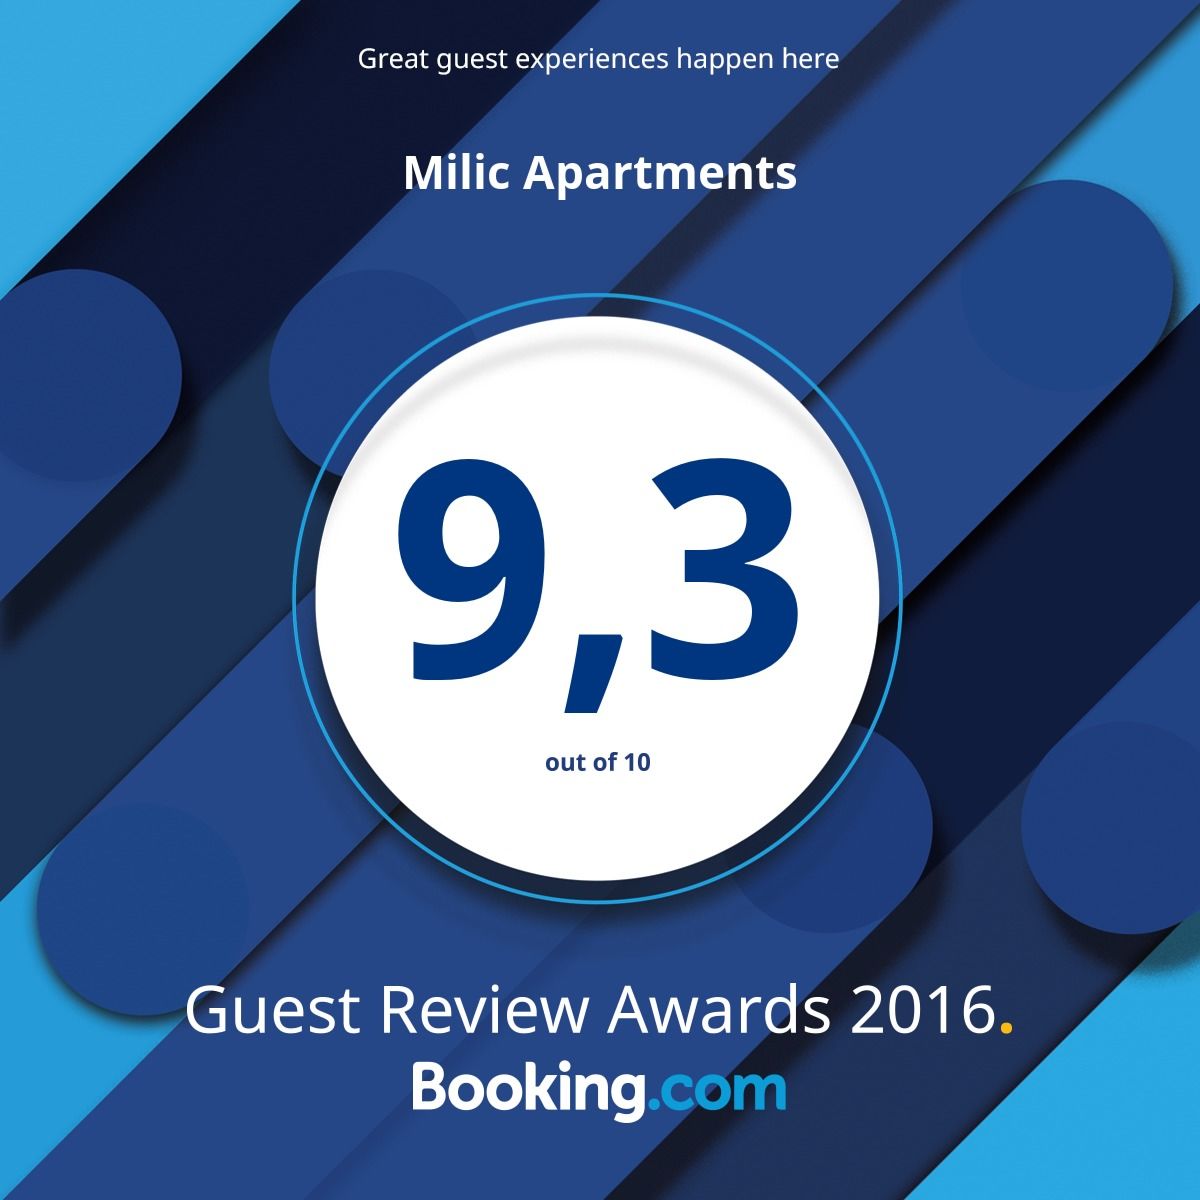 Great guest experiences happen here
Milic Apartments
9,3
out of 10
Guest Review Awards 2016.
Booking.com